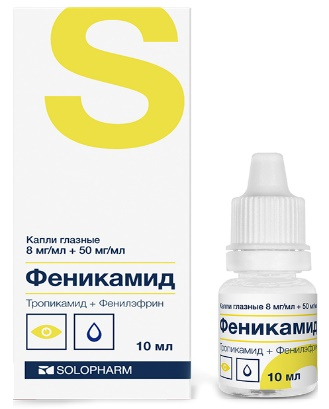 S
Капли глазные
8 мг/мл + 50 мг/мл
Феникамид
Тропикамид + Фенилэфрин
10 мл
SOLOPHARM
Капли глазные 8 мг/мл + 50 мг/
Феникамид
Тропикамид + Фенилэфрин
10 мл